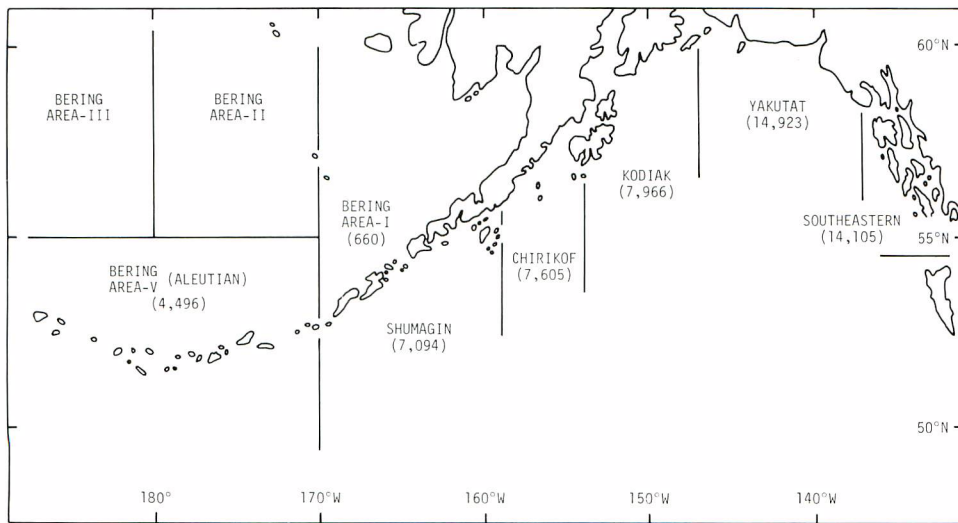 60°N
BERING
AREA-III
BERING
AREA-II
YAKUTAT
(14,923)
KODIAK
(7,966)
BERING
AREA-I
(660)
SOUTHEASTERN
(14,105)
55°N
CHIRIKOF
(7,605)
BERING
AREA-V (ALEUTIAN)
(4,496)
SHUMAGIN
(7,094)
50°N
180°
170°W
160°W
150°W
140°W